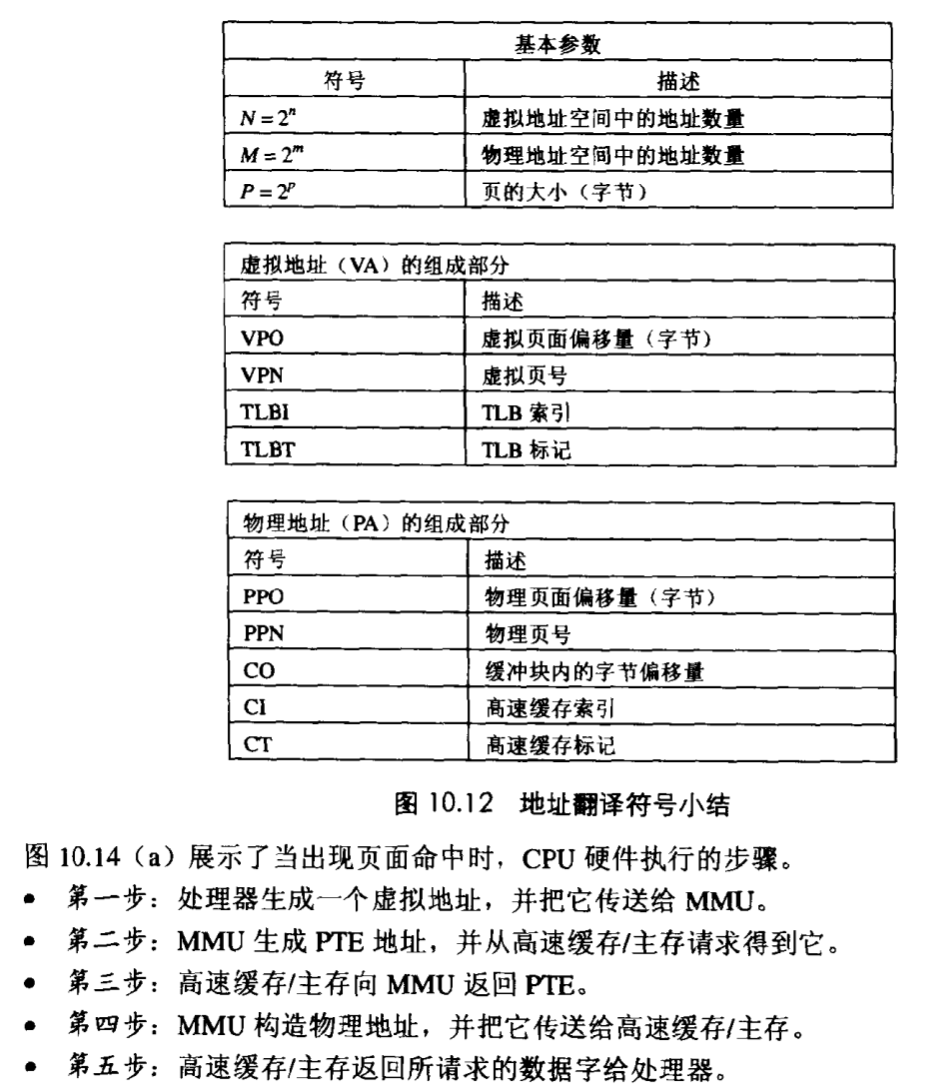 基本参数
符号 描述
N = 2ⁿ 虚拟地址空间中的地址数量
M = 2ᵐ 物理地址空间中的地址数量
P = 2ᵖ 页的大小（字节）
虚拟地址（VA）的组成部分
符号 描述
VPO 虚拟页面偏移量（字节）
VPN 虚拟页号
TLBI TLB 索引
TLBT TLB 标记
物理地址（PA）的组成部分
符号 描述
PPO 物理页面偏移量（字节）
PPN 物理页号
CO 缓冲块内的字节偏移量
CI 高速缓存索引
CT 高速缓存标记
图 10.12 地址翻译符号小结
图 10.14（a）展示了当出现页面命中时，CPU 硬件执行的步骤。
• 第一步：处理器生成一个虚拟地址，并把它传送给 MMU。
• 第二步：MMU 生成 PTE 地址，并从高速缓存/主存请求得到它。
• 第三步：高速缓存/主存向 MMU 返回 PTE。
• 第四步：MMU 构造物理地址，并把它传送给高速缓存/主存。
• 第五步：高速缓存/主存返回所请求的数据字给处理器。